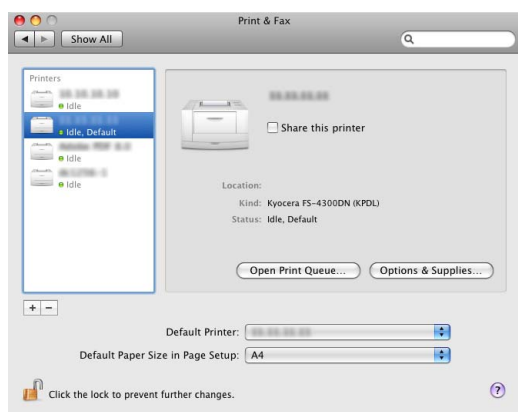 Print & Fax
Show All
Printers
Idle
Idle, Default
Idle
Idle
Share this printer
Location:
Kind: Kyocera FS-4300DN (KPDL)
Status: Idle, Default
Open Print Queue...
Options & Supplies...
+ -
Default Printer:
Default Paper Size in Page Setup: A4
Click the lock to prevent further changes.
?